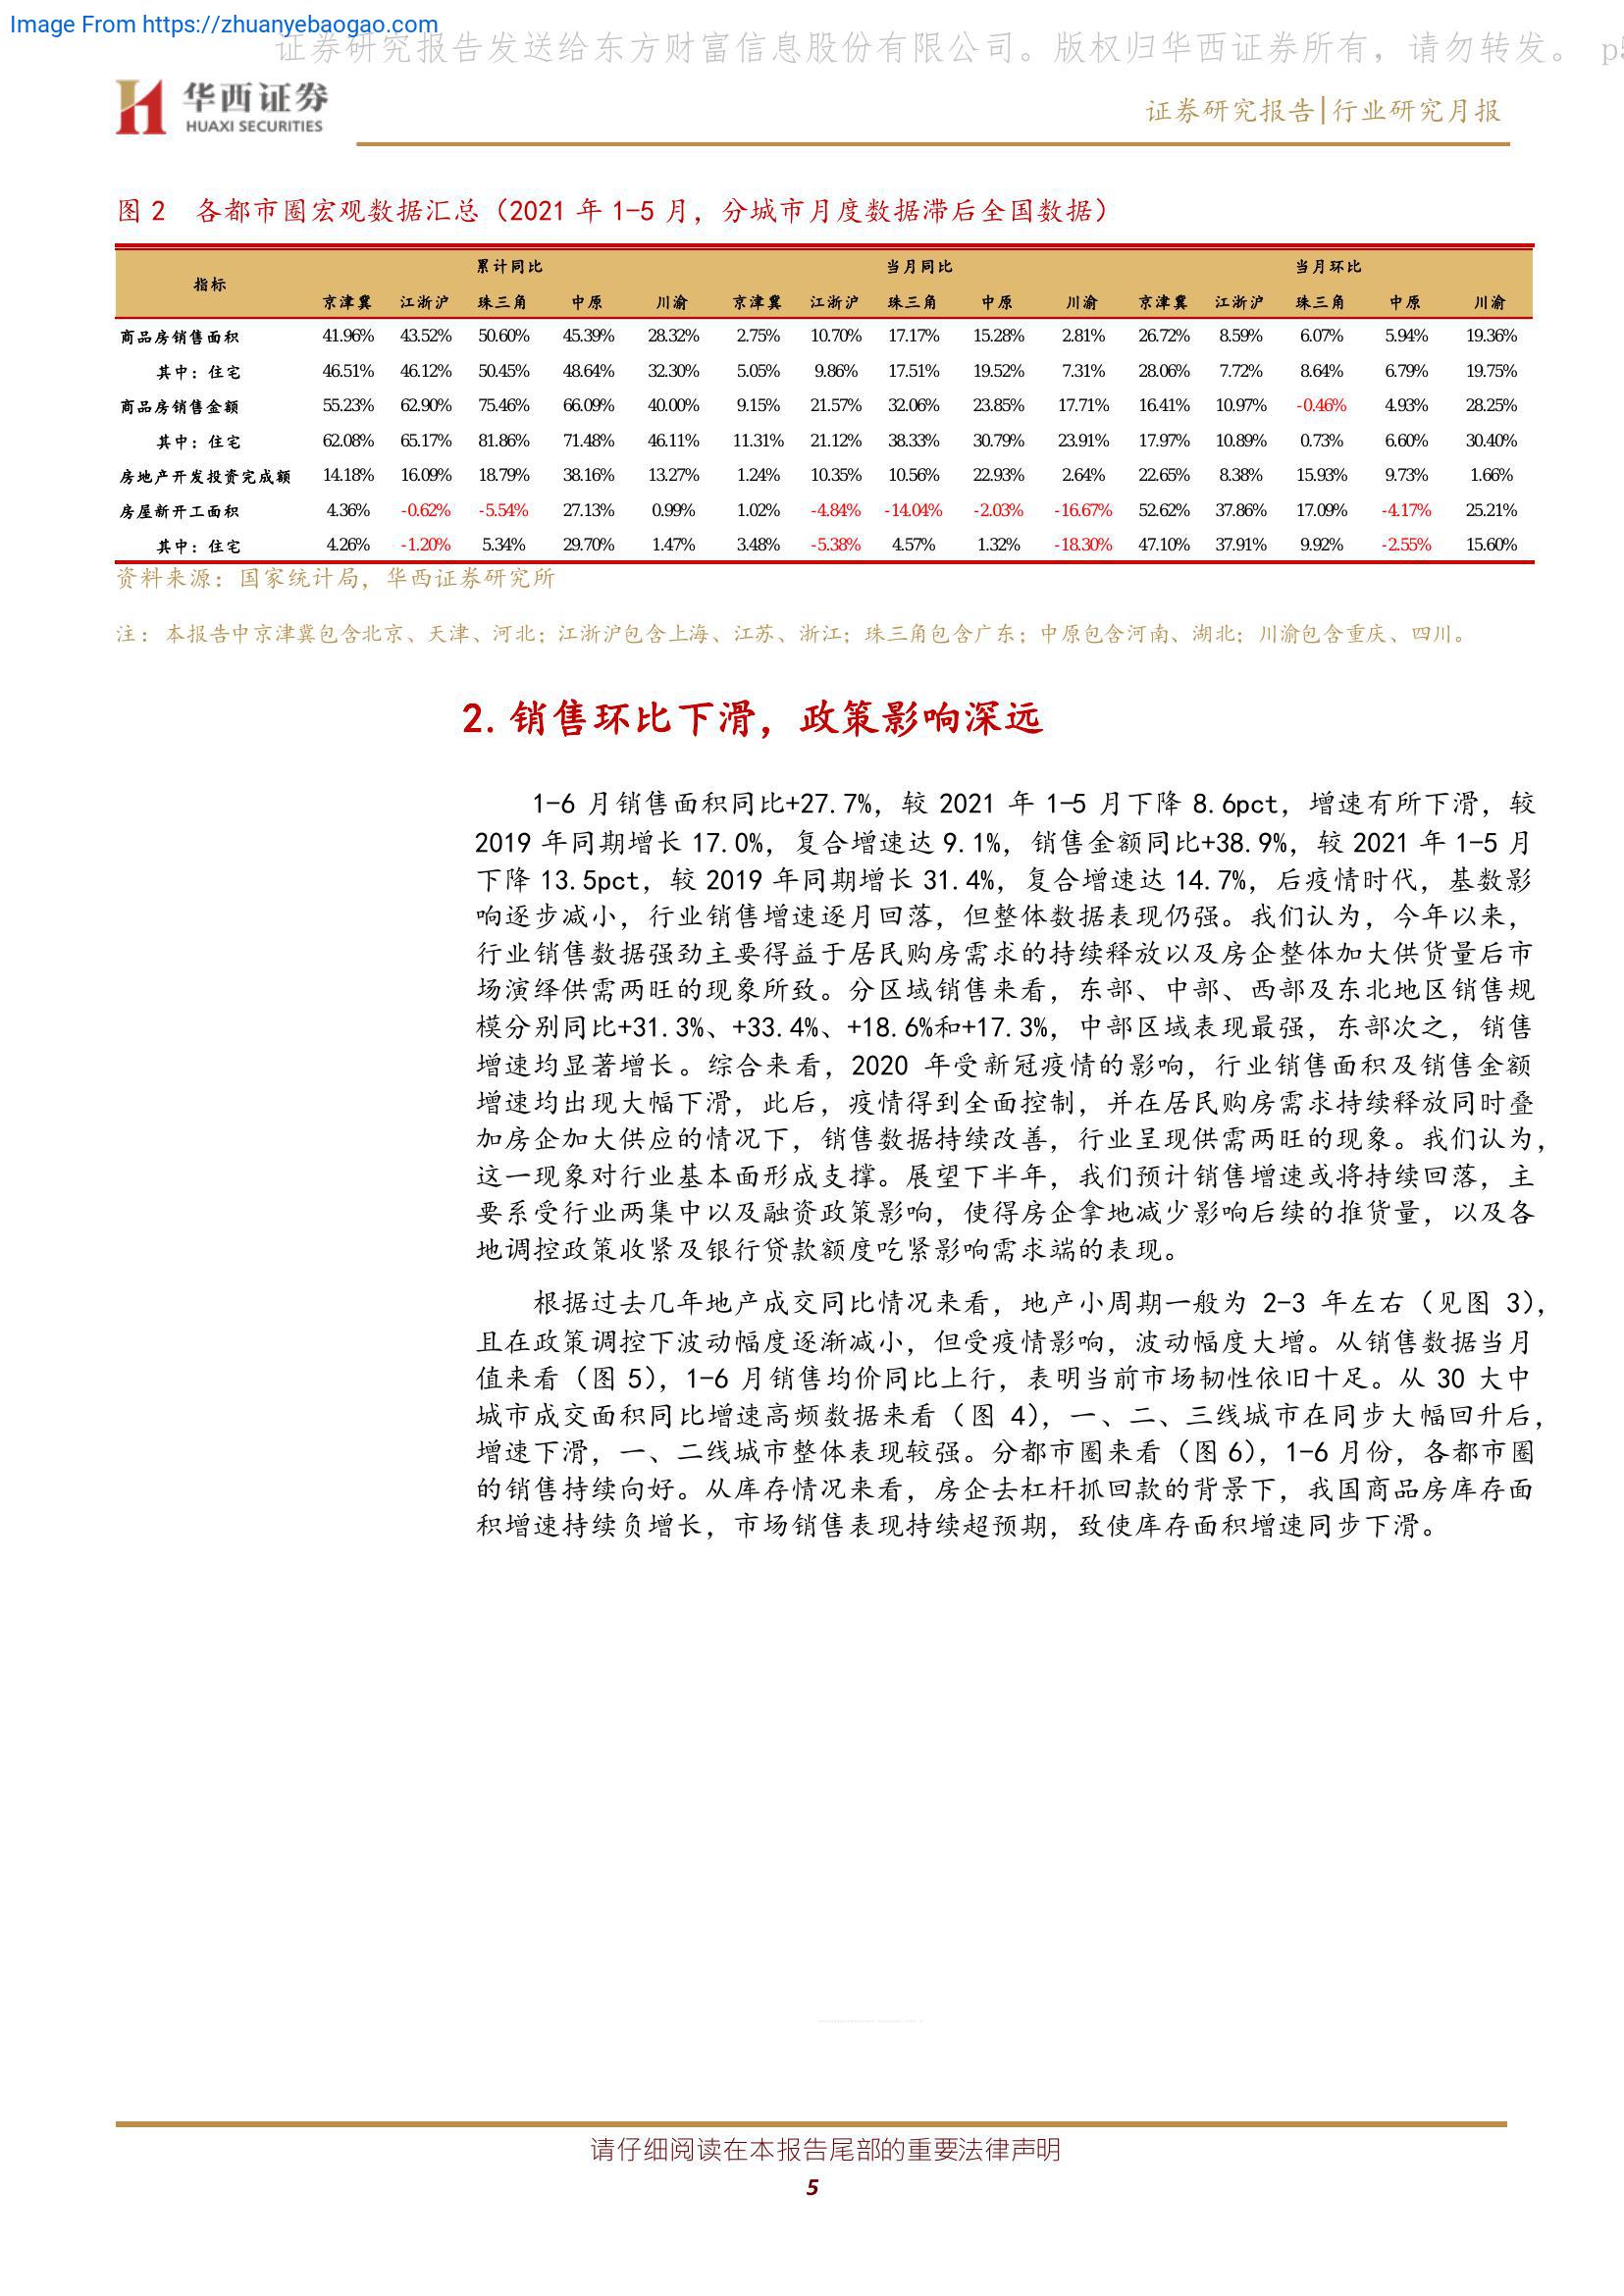 Image From https://zhuanyebaogao.com
证券研究报告发送给东方财富信息股份有限公司。版权归华西证券所有，请勿转发。 p5
华西证券
HUAXI SECURITIES
证券研究报告|行业研究月报
图 2 各都市圈宏观数据汇总（2021 年 1-5 月，分城市月度数据滞后全国数据）
指标 累计同比 当月同比 当月环比
京津冀 江浙沪 珠三角 中原 川渝 京津冀 江浙沪 珠三角 中原 川渝 京津冀 江浙沪 珠三角 中原 川渝
商品房销售面积 41.96% 43.52% 50.60% 45.39% 28.32% 2.75% 10.70% 17.17% 15.28% 2.81% 26.72% 8.59% 6.07% 5.94% 19.36%
其中：住宅 46.51% 46.12% 50.45% 48.64% 32.30% 5.05% 9.86% 17.51% 19.52% 7.31% 28.06% 7.72% 8.64% 6.79% 19.75%
商品房销售金额 55.23% 62.90% 75.46% 66.09% 40.00% 9.15% 21.57% 32.06% 23.85% 17.71% 16.41% 10.97% -0.46% 4.93% 28.25%
其中：住宅 62.08% 65.17% 81.86% 71.48% 46.11% 11.31% 21.12% 38.33% 30.79% 23.91% 17.97% 10.89% 0.73% 6.60% 30.40%
房地产开发投资完成额 14.18% 16.09% 18.79% 38.16% 13.27% 1.24% 10.35% 10.56% 22.93% 2.64% 22.65% 8.38% 15.93% 9.73% 1.66%
房屋新开工面积 4.36% -0.62% -5.54% 27.13% 0.99% 1.02% -4.84% -14.04% -2.03% -16.67% 52.62% 37.86% 17.09% -4.17% 25.21%
其中：住宅 4.26% -1.20% 5.34% 29.70% 1.47% 3.48% -5.38% 4.57% 1.32% -18.30% 47.10% 37.91% 9.92% -2.55% 15.60%
资料来源：国家统计局，华西证券研究所
注：本报告中京津冀包含北京、天津、河北；江浙沪包含上海、江苏、浙江；珠三角包含广东；中原包含河南、湖北；川渝包含重庆、四川。
2. 销售环比下滑，政策影响深远
1-6 月销售面积同比+27.7%，较 2021 年 1-5 月下降 8.6pct，增速有所下滑，较
2019 年同期增长 17.0%，复合增速达 9.1%，销售金额同比+38.9%，较 2021 年 1-5 月
下降 13.5pct，较 2019 年同期增长 31.4%，复合增速达 14.7%，后疫情时代，基数影
响逐步减小，行业销售增速逐月回落，但整体数据表现仍强。我们认为，今年以来，
行业销售数据强劲主要得益于居民购房需求的持续释放以及房企整体加大供货量后市
场演绎供需两旺的现象所致。分区域销售来看，东部、中部、西部及东北地区销售规
模分别同比+31.3%、+33.4%、+18.6%和+17.3%，中部区域表现最强，东部次之，销售
增速均显著增长。综合来看，2020 年受新冠疫情的影响，行业销售面积及销售金额
增速均出现大幅下滑，此后，疫情得到全面控制，并在居民购房需求持续释放同时叠
加房企加大供应的情况下，销售数据持续改善，行业呈现供需两旺的现象。我们认为，
这一现象对行业基本面形成支撑。展望下半年，我们预计销售增速或将持续回落，主
要系受行业两集中以及融资政策影响，使得房企拿地减少影响后续的推货量，以及各
地调控政策收紧及银行贷款额度吃紧影响需求端的表现。
根据过去几年地产成交同比情况来看，地产小周期一般为 2-3 年左右（见图 3），
且在政策调控下波动幅度逐渐减小，但受疫情影响，波动幅度大增。从销售数据当月
值来看（图 5），1-6 月销售均价同比上行，表明当前市场韧性依旧十足。从 30 大中
城市成交面积同比增速高频数据来看（图 4），一、二、三线城市在同步大幅回升后，
增速下滑，一、二线城市整体表现较强。分都市圈来看（图 6），1-6 月份，各都市圈
的销售持续向好。从库存情况来看，房企去杠杆抓回款的背景下，我国商品房库存面
积增速持续负增长，市场销售表现持续超预期，致使库存面积增速同步下滑。
请仔细阅读在本报告尾部的重要法律声明
5